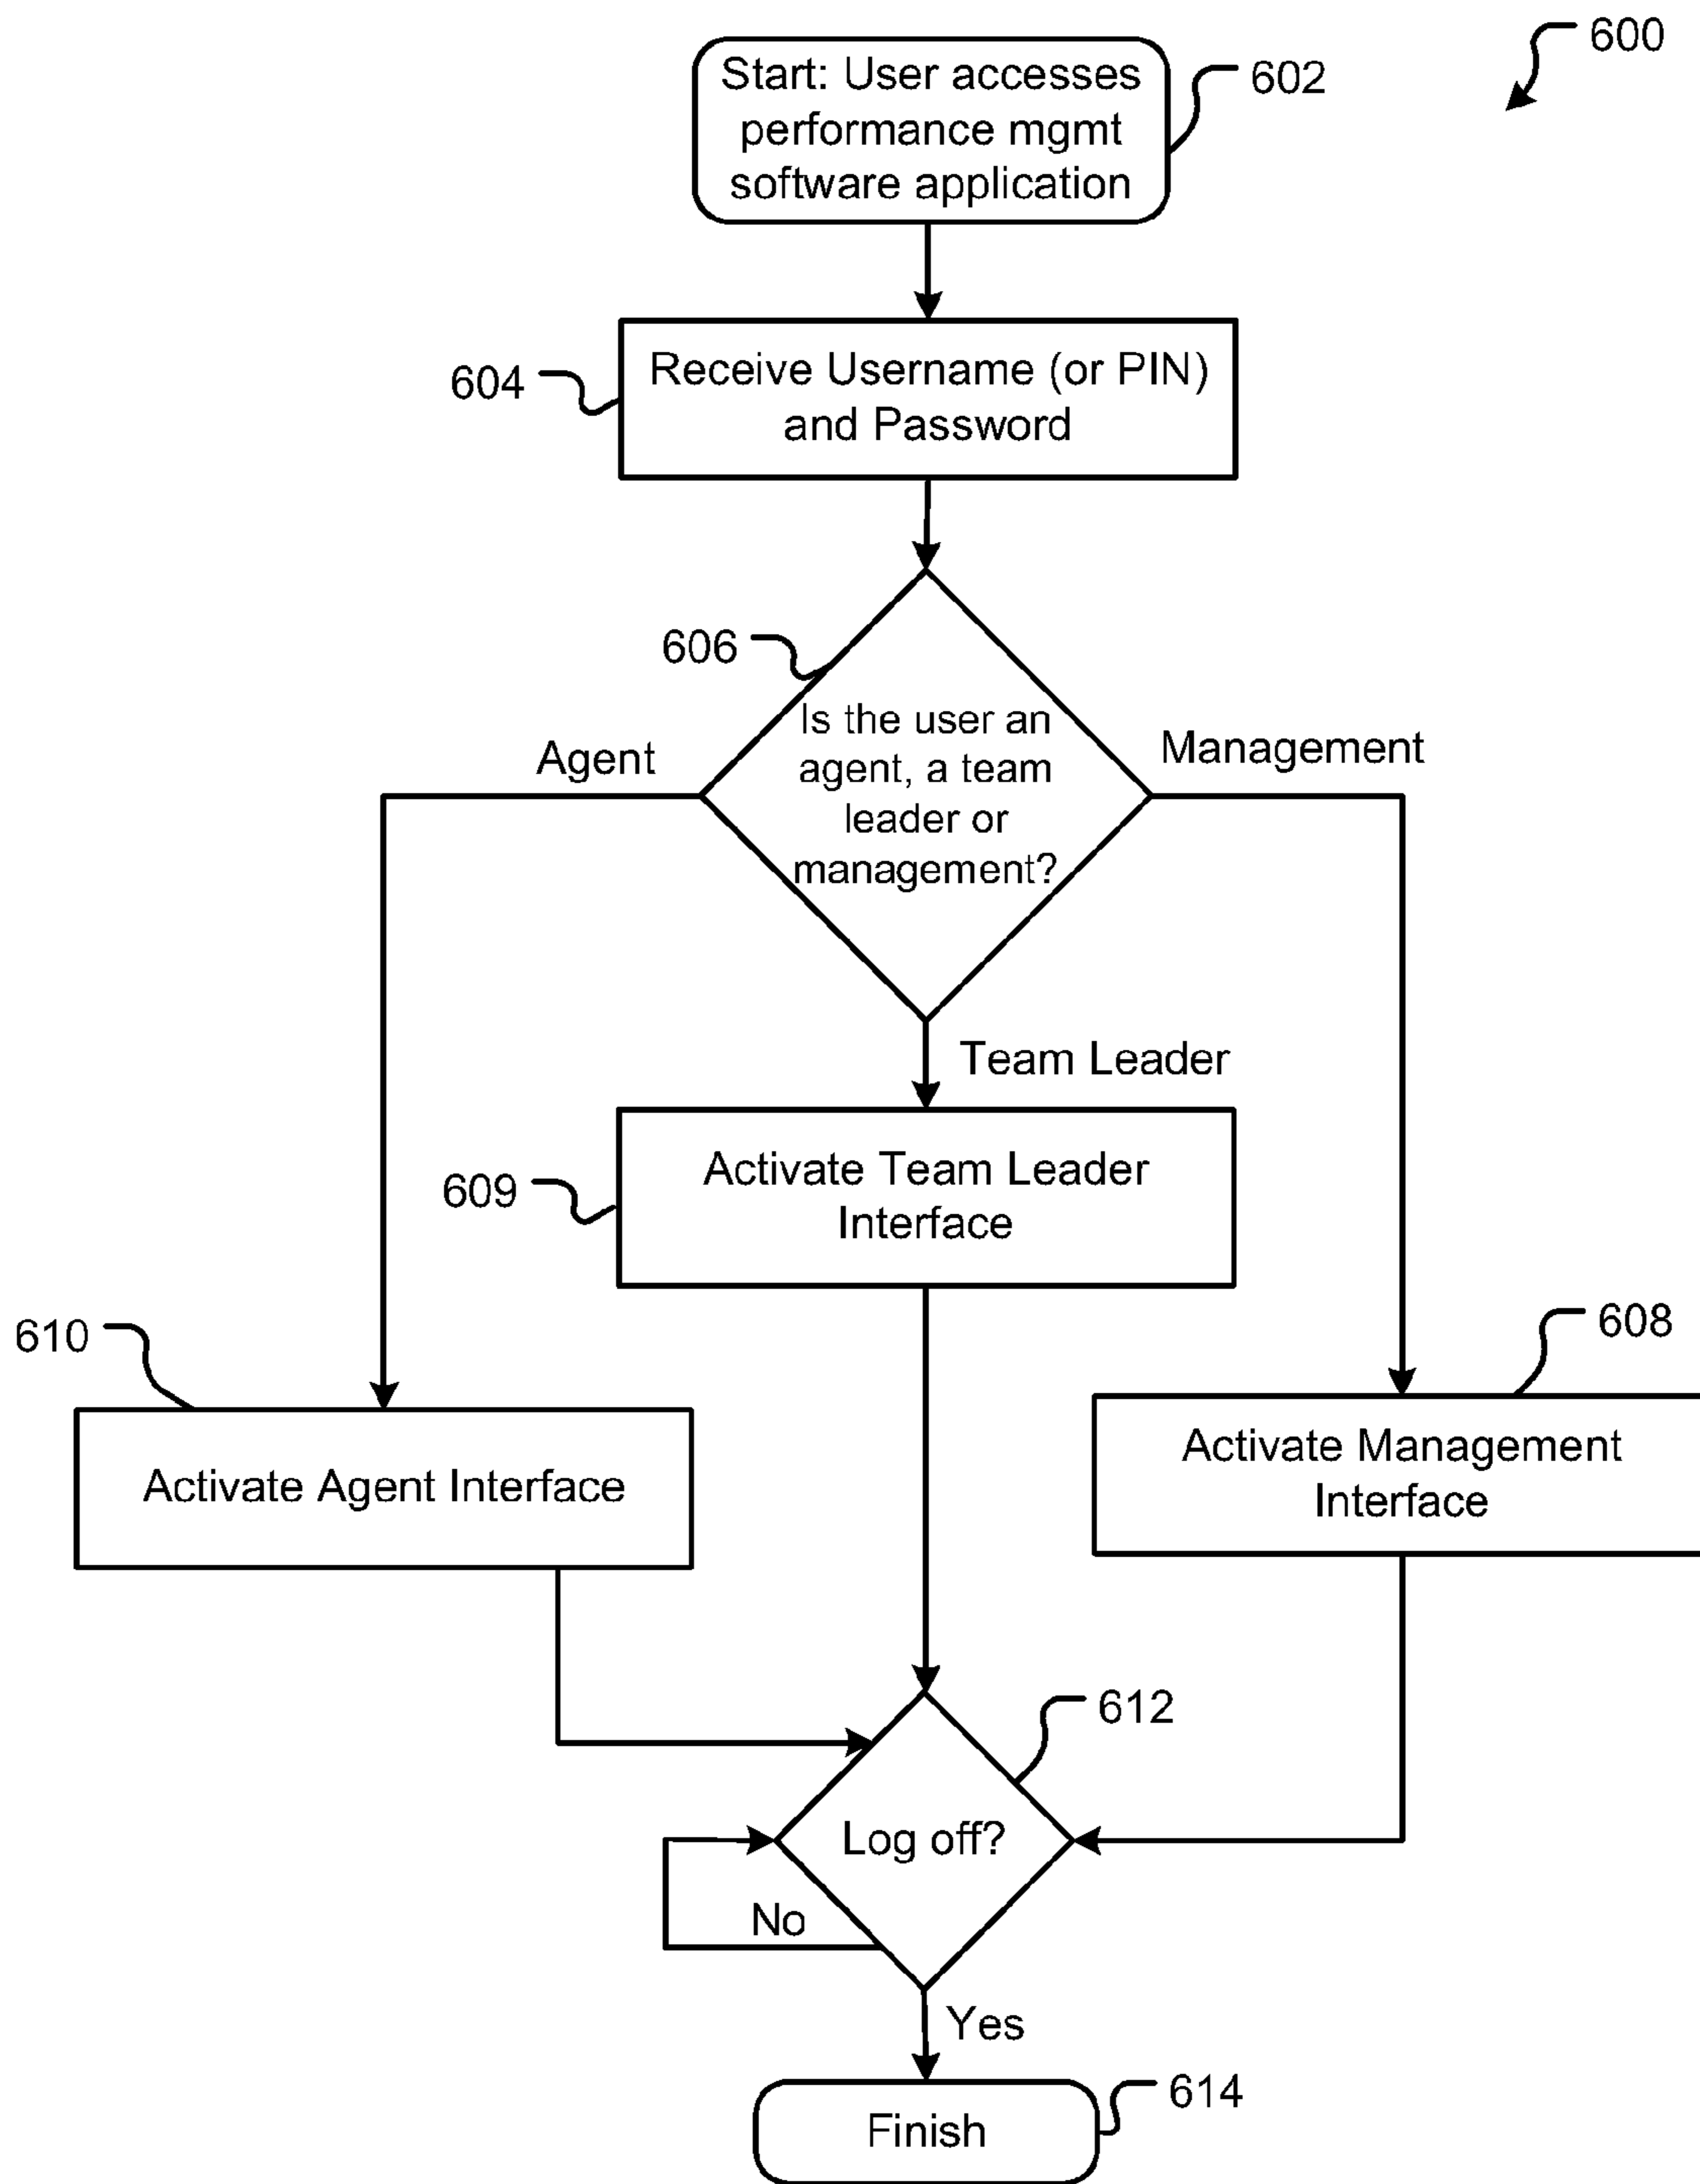 600
Start: User accesses
performance mgmt
software application
602
604
Receive Username (or PIN)
and Password
606
Is the user an
agent, a team
leader or
management?
Agent
Management
Team Leader
609
Activate Team Leader
Interface
610
Activate Agent Interface
608
Activate Management
Interface
612
Log off?
No
Yes
614
Finish